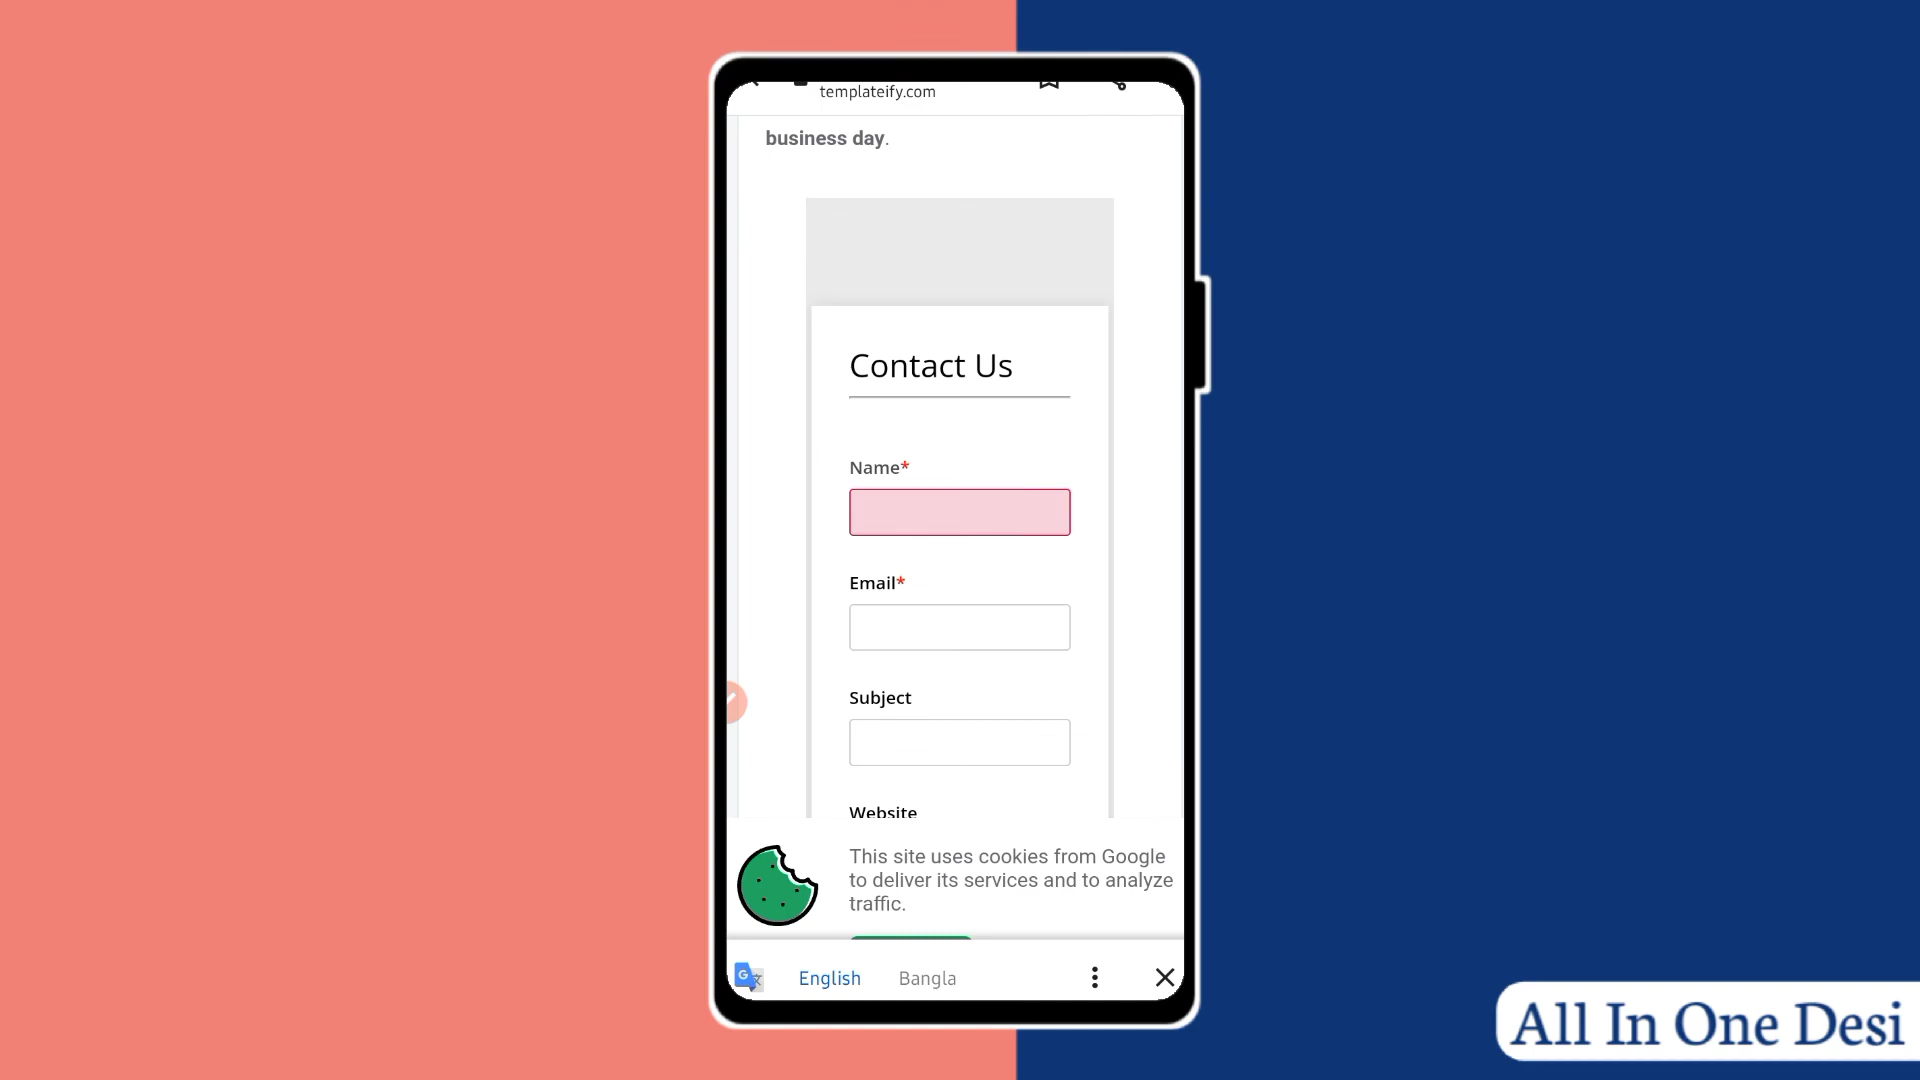 templateify.com
business day.
Contact Us
Name*
Email*
Subject
Website
This site uses cookies from Google
to deliver its services and to analyze
traffic.
English Bangla
All In One Desi